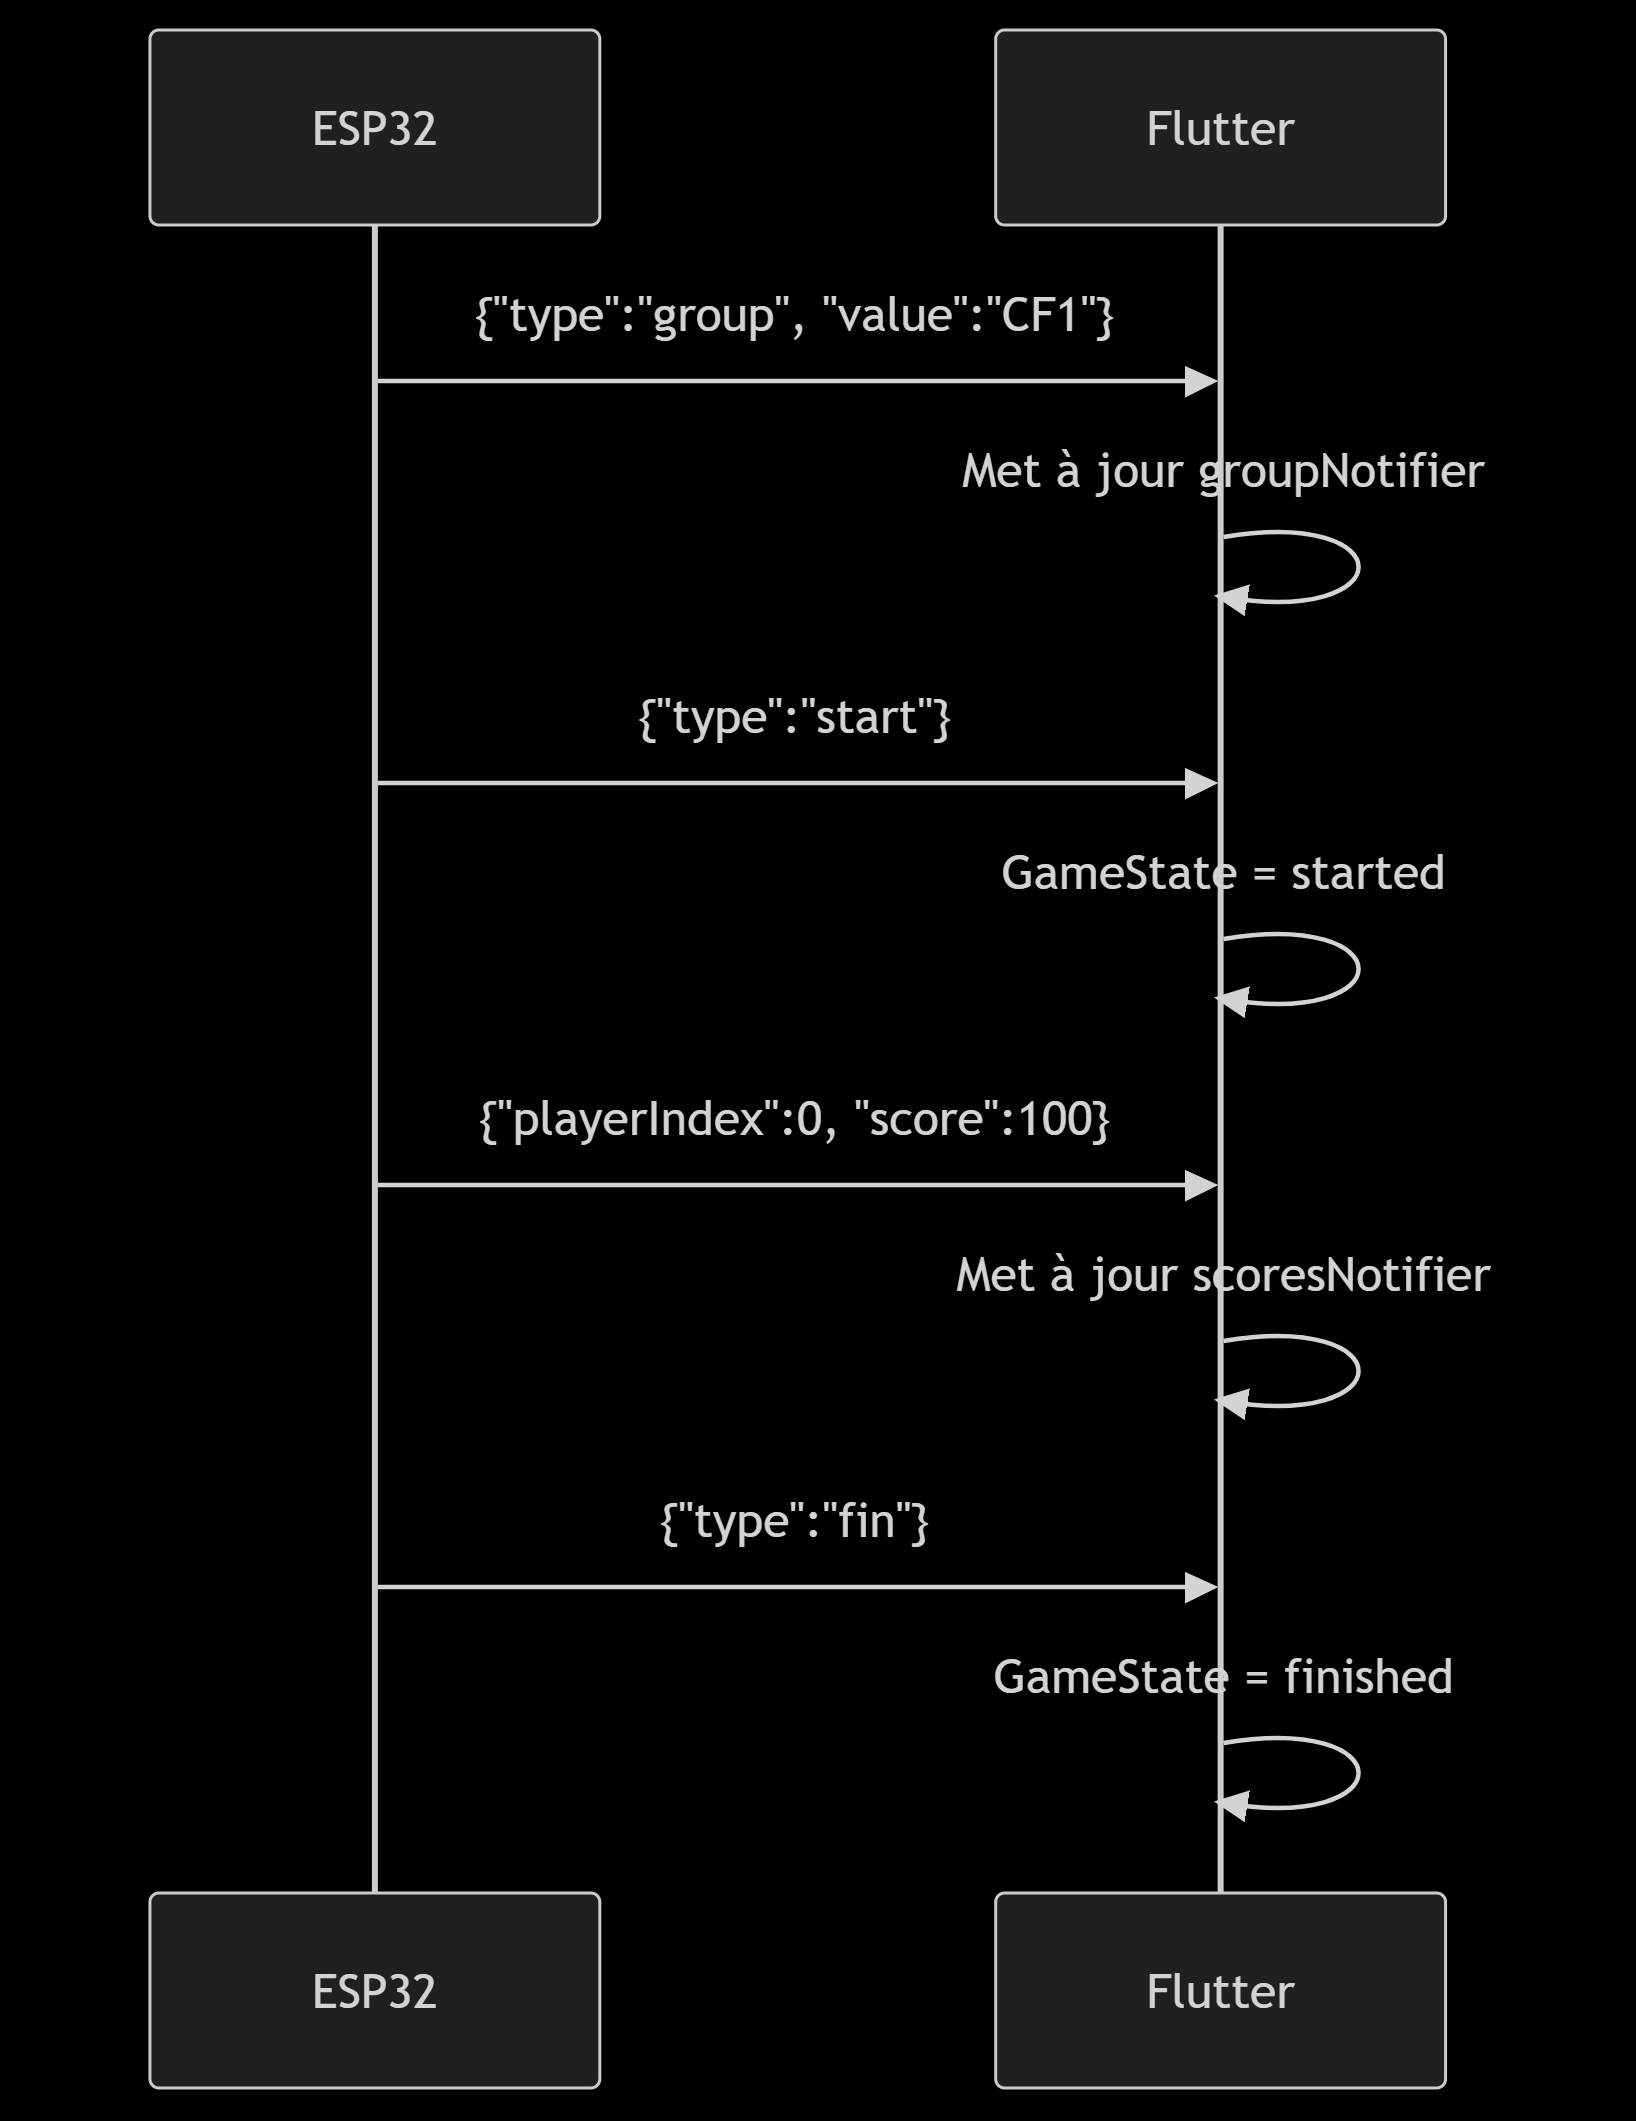 ESP32
Flutter
{"type":"group", "value":"CF1"}
Met à jour groupNotifier
{"type":"start"}
GameState = started
{"playerIndex":0, "score":100}
Met à jour scoresNotifier
{"type":"fin"}
GameState = finished
ESP32
Flutter